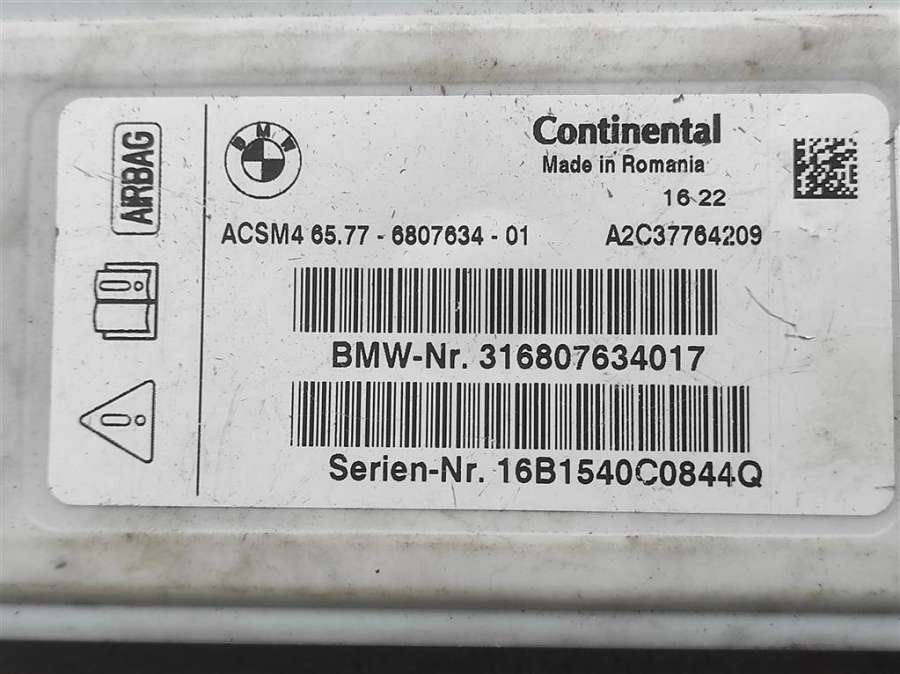 AIRBAG
BMW
Continental
Made in Romania
16 22
ACSM4 65.77 - 6807634 - 01 A2C37764209
BMW-Nr. 316807634017
Serien-Nr. 16B1540C0844Q